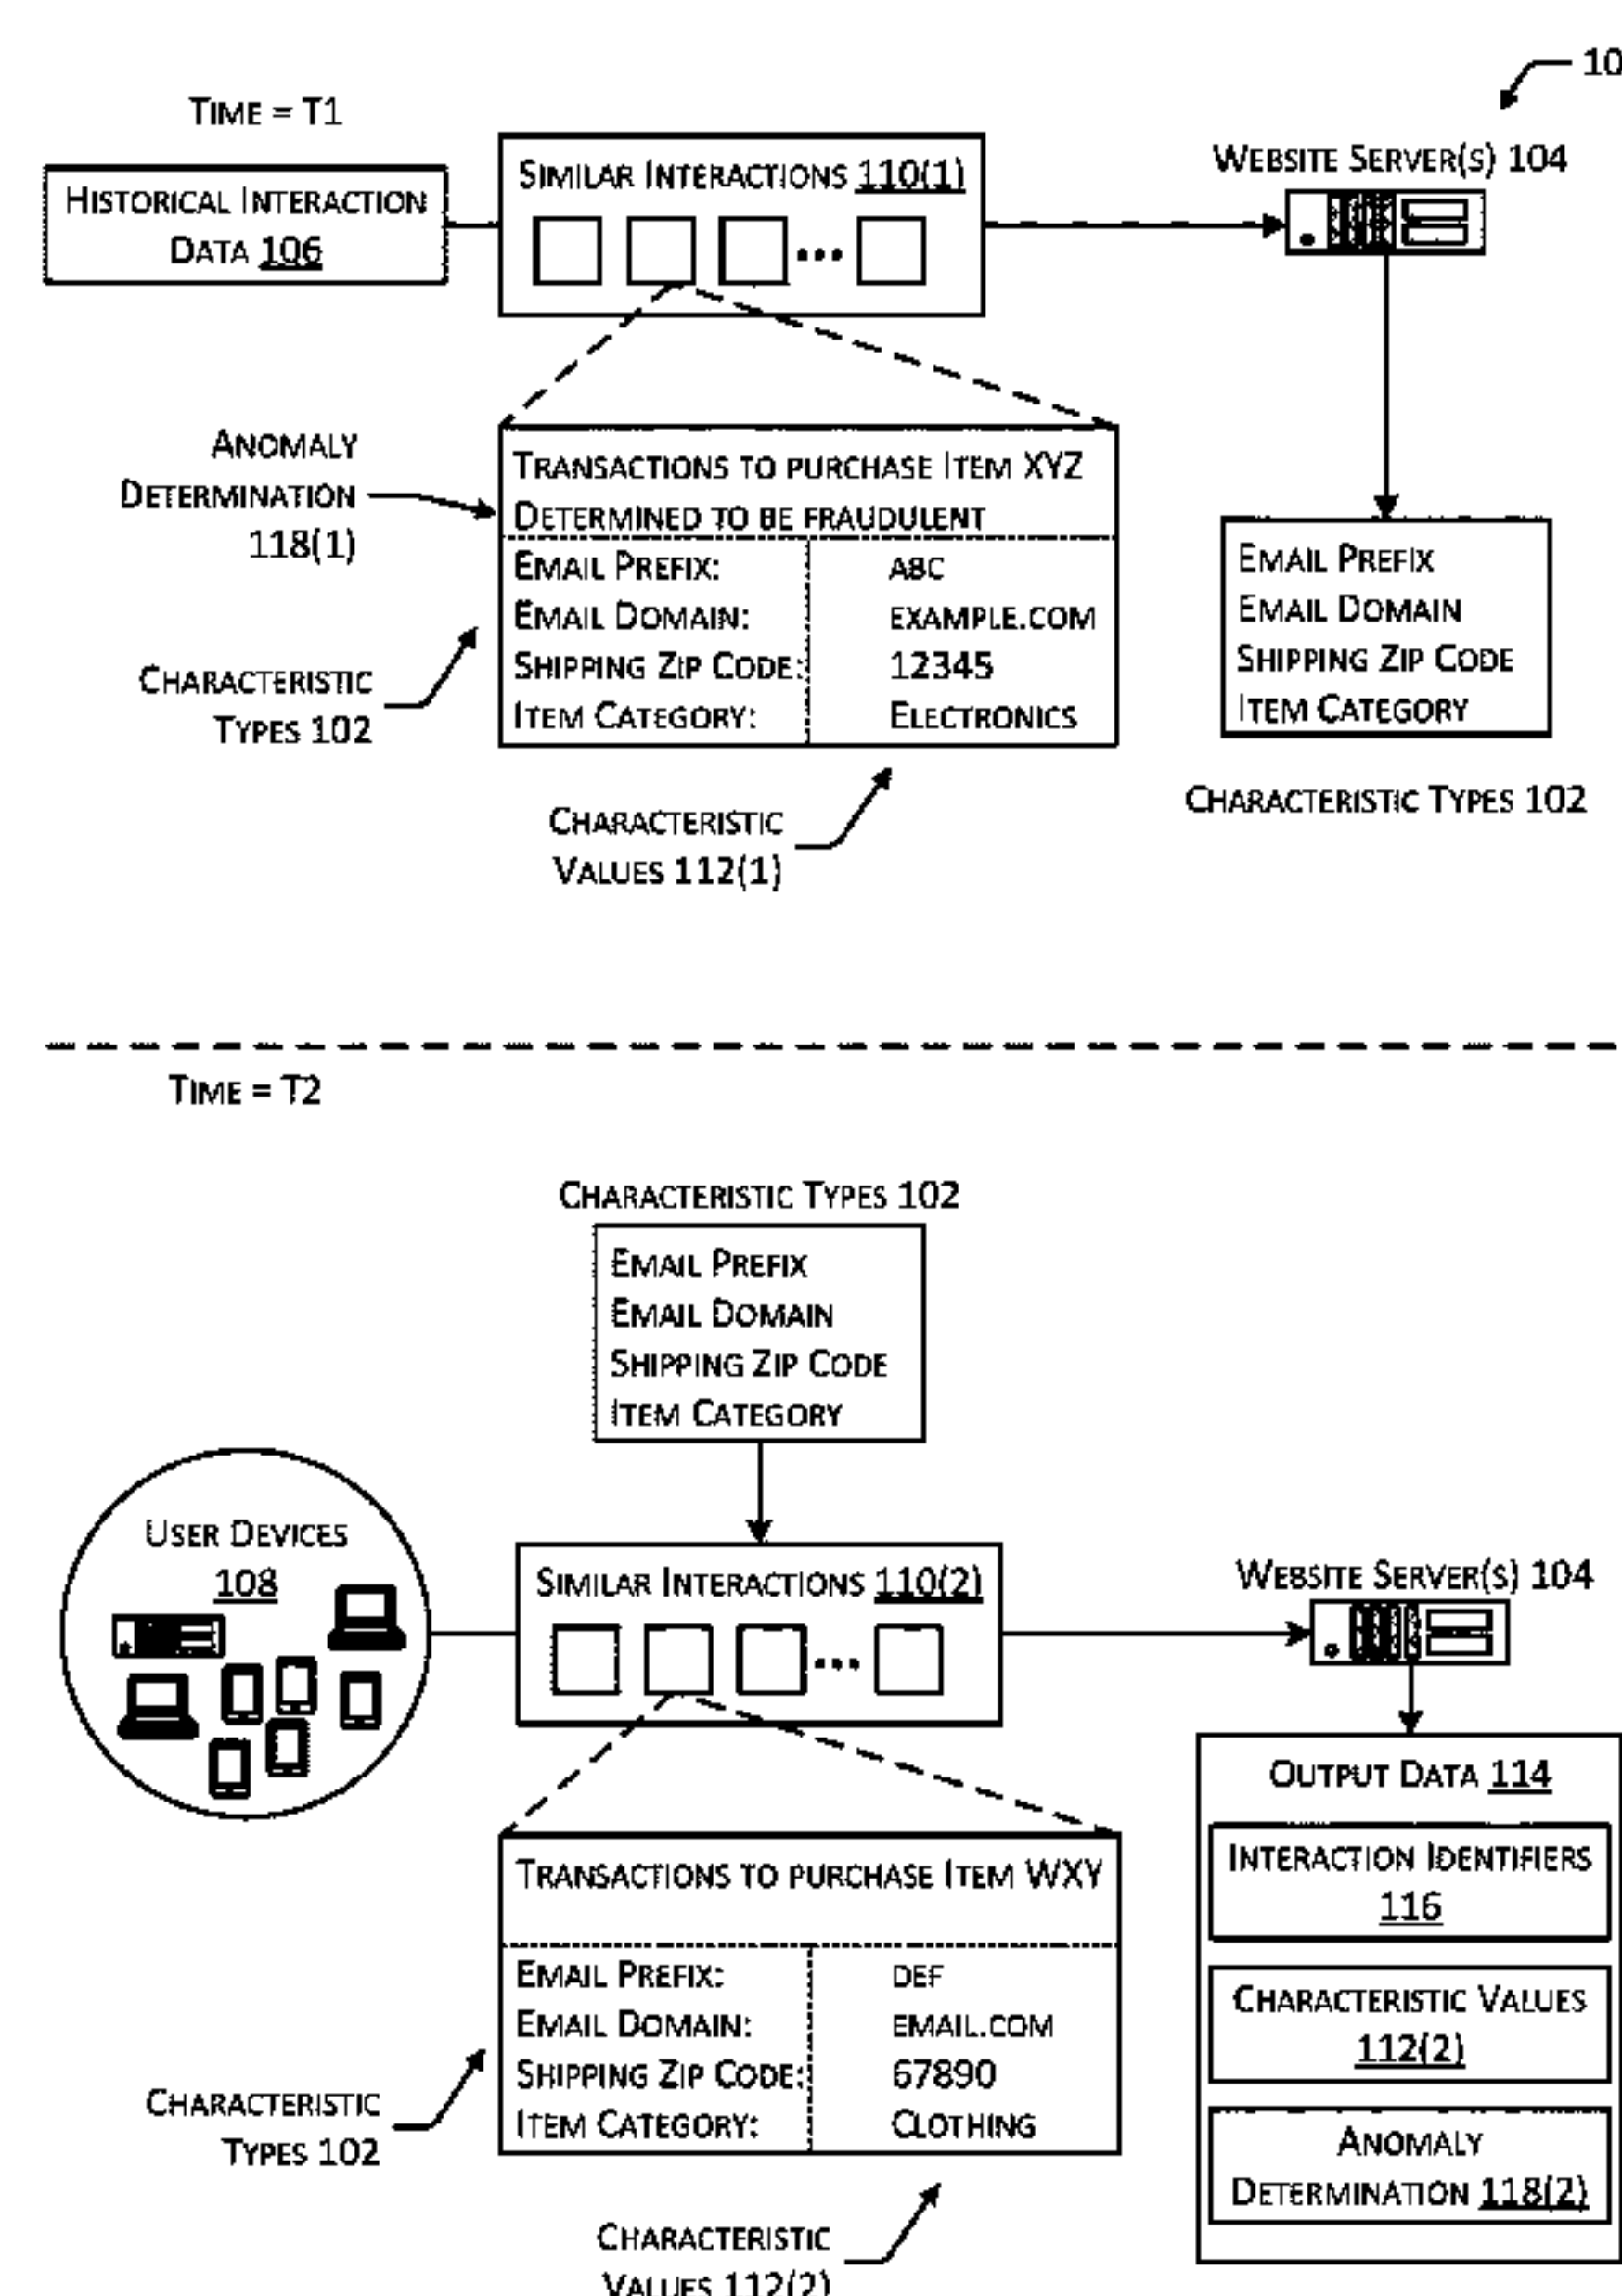 10
TIME = T1
HISTORICAL INTERACTION
DATA 106
SIMILAR INTERACTIONS 110(1)
WEBSITE SERVER(S) 104
ANOMALY
DETERMINATION
118(1)
TRANSACTIONS TO PURCHASE ITEM XYZ
DETERMINED TO BE FRAUDULENT
EMAIL PREFIX: ABC
EMAIL DOMAIN: EXAMPLE.COM
SHIPPING ZIP CODE: 12345
ITEM CATEGORY: ELECTRONICS
CHARACTERISTIC
TYPES 102
CHARACTERISTIC
VALUES 112(1)
EMAIL PREFIX
EMAIL DOMAIN
SHIPPING ZIP CODE
ITEM CATEGORY
CHARACTERISTIC TYPES 102
TIME = T2
CHARACTERISTIC TYPES 102
EMAIL PREFIX
EMAIL DOMAIN
SHIPPING ZIP CODE
ITEM CATEGORY
USER DEVICES
108
SIMILAR INTERACTIONS 110(2)
WEBSITE SERVER(S) 104
TRANSACTIONS TO PURCHASE ITEM WXY
EMAIL PREFIX: DEF
EMAIL DOMAIN: EMAIL.COM
SHIPPING ZIP CODE: 67890
ITEM CATEGORY: CLOTHING
CHARACTERISTIC
TYPES 102
CHARACTERISTIC
VALUES 112(2)
OUTPUT DATA 114
INTERACTION IDENTIFIERS
116
CHARACTERISTIC VALUES
112(2)
ANOMALY
DETERMINATION 118(2)